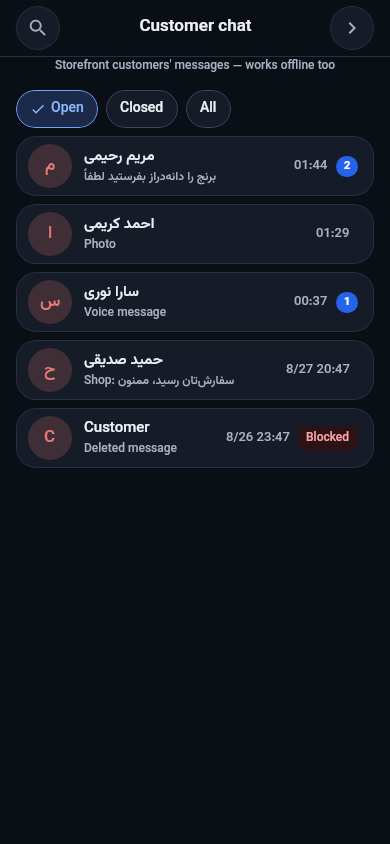 Customer chat
Storefront customers' messages — works offline too
Open
Closed
All
م
مریم رحیمی
برنج را دانه‌دراز بفرستید لطفاً
01:44
2
ا
احمد کریمی
Photo
01:29
س
سارا نوری
Voice message
00:37
1
ح
حمید صدیقی
Shop: سفارش‌تان رسید، ممنون
8/27 20:47
C
Customer
Deleted message
8/26 23:47
Blocked